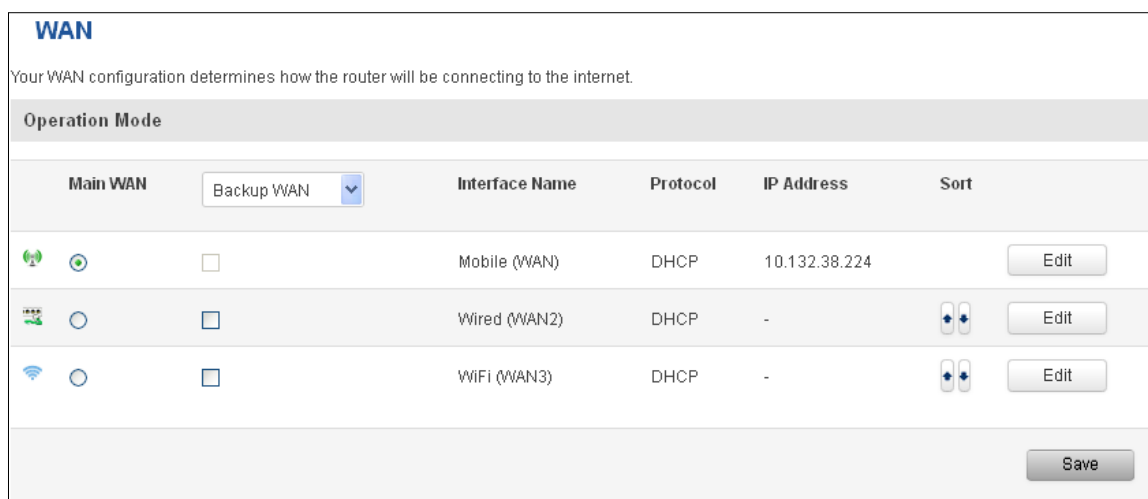 WAN
Your WAN configuration determines how the router will be connecting to the internet.
Operation Mode
Main WAN Backup WAN Interface Name Protocol IP Address Sort
Mobile (WAN) DHCP 10.132.38.224 Edit
Wired (WAN2) DHCP - Edit
WiFi (WAN3) DHCP - Edit
Save